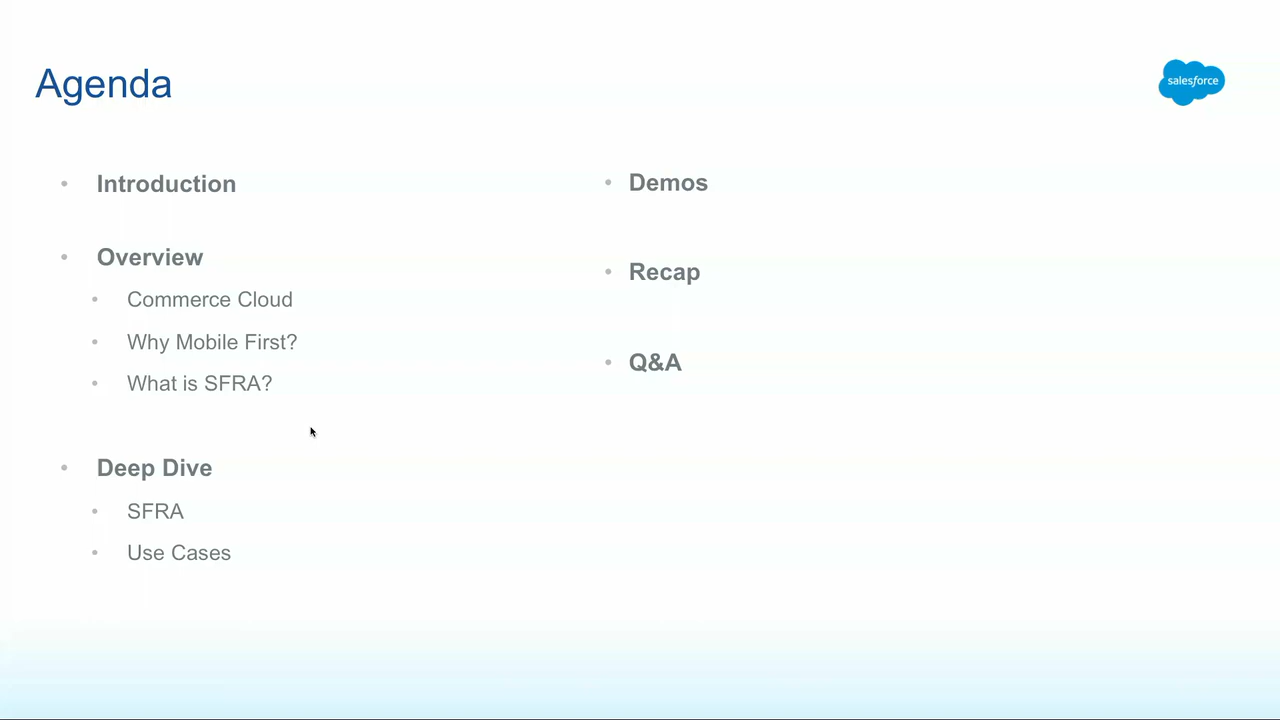 Agenda
salesforce
• Introduction
• Overview
• Commerce Cloud
• Why Mobile First?
• What is SFRA?
• Deep Dive
• SFRA
• Use Cases
• Demos
• Recap
• Q&A